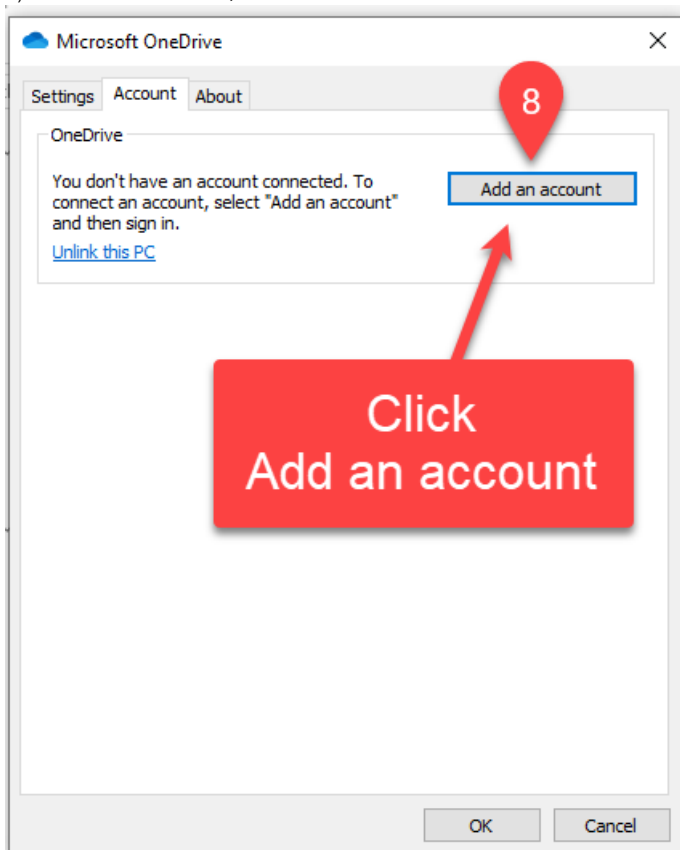 Microsoft OneDrive
Settings Account About
8
OneDrive
You don't have an account connected. To
connect an account, select "Add an account"
and then sign in.
Add an account
Unlink this PC
Click
Add an account
OK Cancel